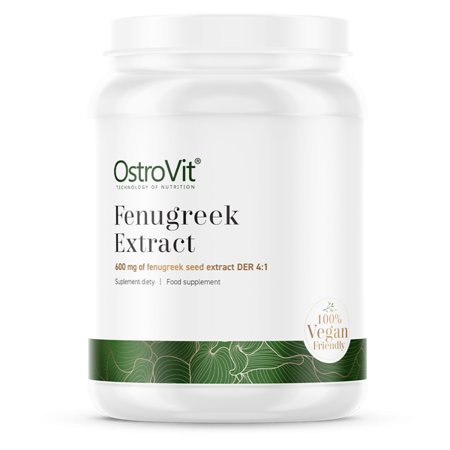 OstroVit®
TECHNOLOGY OF NUTRITION
Fenugreek
Extract
600 mg of fenugreek seed extract DER 4:1
Suplement diety | Food supplement
100%
Vegan
Friendly